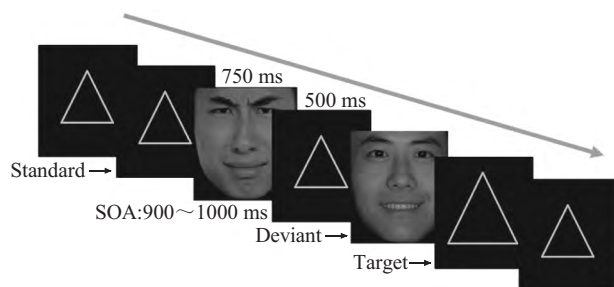 750 ms
500 ms
Standard
SOA:900～1000 ms
Deviant
Target